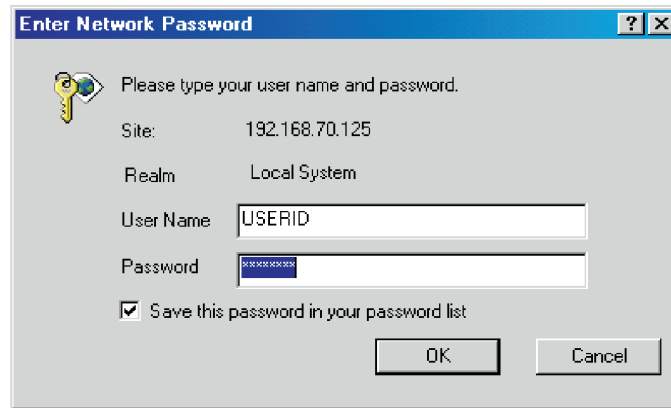 Enter Network Password
Please type your user name and password.
Site: 192.168.70.125
Realm Local System
User Name USERID
Password ********
Save this password in your password list
OK Cancel